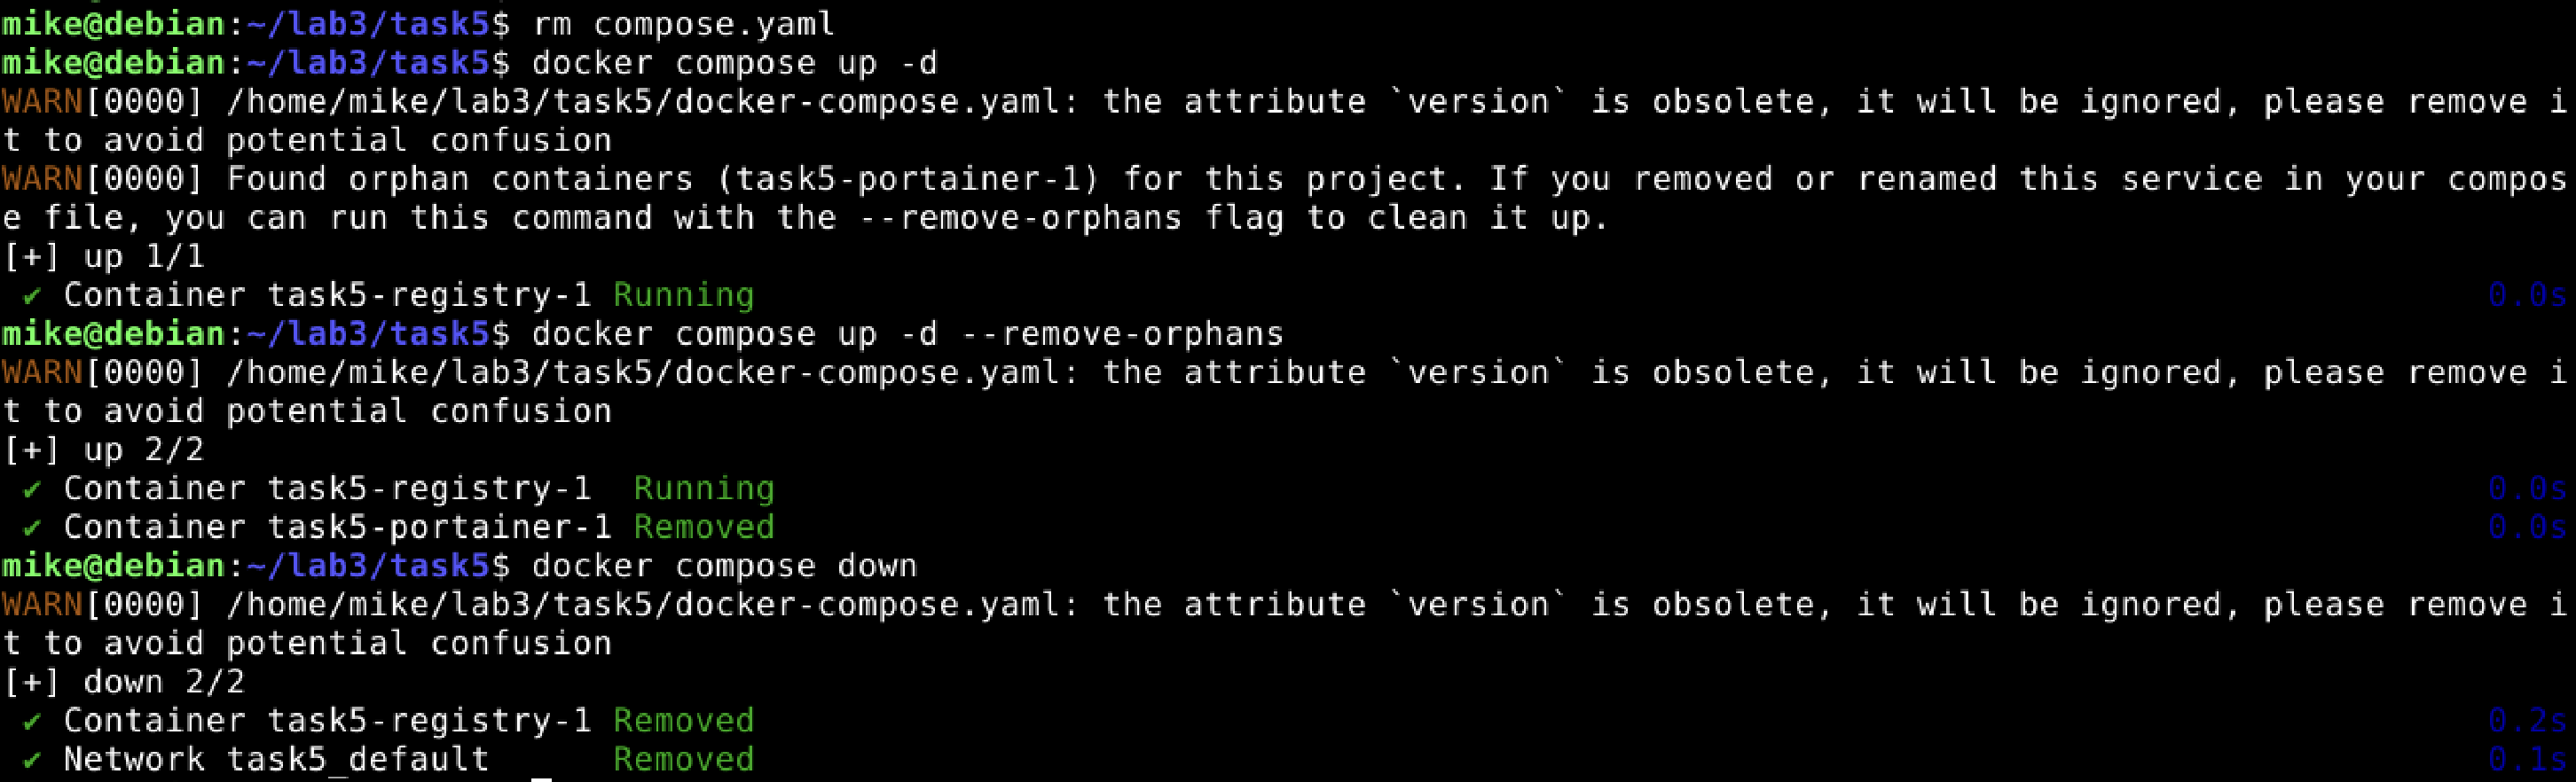 mike@debian:~/lab3/task5$ rm compose.yaml
mike@debian:~/lab3/task5$ docker compose up -d
WARN[0000] /home/mike/lab3/task5/docker-compose.yaml: the attribute `version` is obsolete, it will be ignored, please remove i
t to avoid potential confusion
WARN[0000] Found orphan containers (task5-portainer-1) for this project. If you removed or renamed this service in your compos
e file, you can run this command with the --remove-orphans flag to clean it up.
[+] up 1/1
✔ Container task5-registry-1 Running 0.0s
mike@debian:~/lab3/task5$ docker compose up -d --remove-orphans
WARN[0000] /home/mike/lab3/task5/docker-compose.yaml: the attribute `version` is obsolete, it will be ignored, please remove i
t to avoid potential confusion
[+] up 2/2
✔ Container task5-registry-1 Running 0.0s
✔ Container task5-portainer-1 Removed 0.0s
mike@debian:~/lab3/task5$ docker compose down
WARN[0000] /home/mike/lab3/task5/docker-compose.yaml: the attribute `version` is obsolete, it will be ignored, please remove i
t to avoid potential confusion
[+] down 2/2
✔ Container task5-registry-1 Removed 0.2s
✔ Network task5_default Removed 0.1s